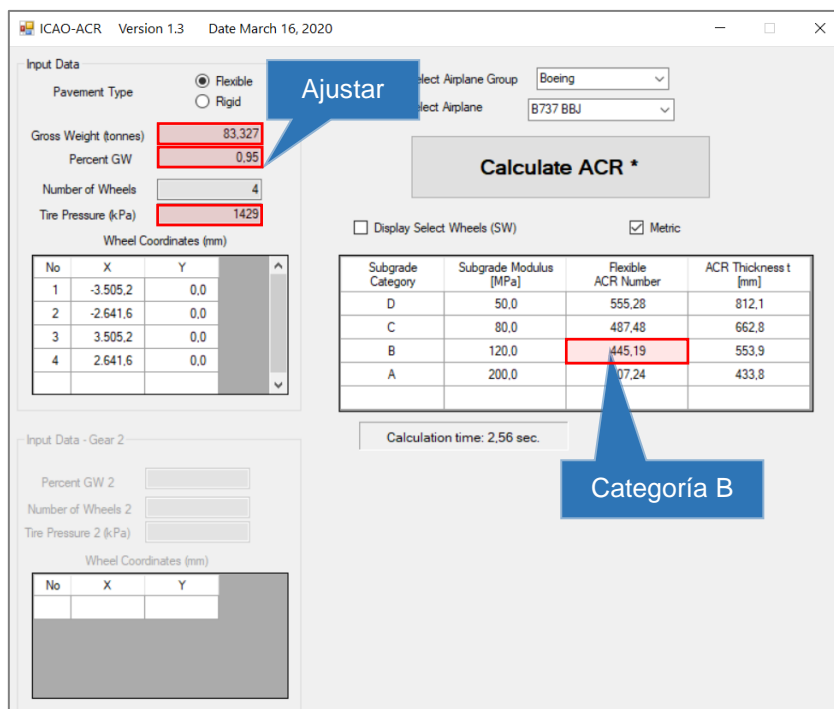 ICAO-ACR Version 1.3 Date March 16, 2020
Input Data
Pavement Type
Flexible
Rigid
Ajustar
Airplane Group Boeing
Airplane B737 BBJ
Gross Weight (tonnes) 83,327
Percent GW 0,95
Number of Wheels 4
Tire Pressure (kPa) 1429
Calculate ACR *
Display Select Wheels (SW) Metric
Wheel Coordinates (mm)
No X Y
1 -3.505,2 0,0
2 -2.641,6 0,0
3 3.505,2 0,0
4 2.641,6 0,0
Subgrade Category Subgrade Modulus [MPa] Flexible ACR Number ACR Thickness t [mm]
D 50,0 555,28 812,1
C 80,0 487,48 662,8
B 120,0 445,19 553,9
A 200,0 07,24 433,8
Calculation time: 2,56 sec.
Categoría B
Input Data - Gear 2
Percent GW 2
Number of Wheels 2
Tire Pressure 2 (kPa)
Wheel Coordinates (mm)
No X Y